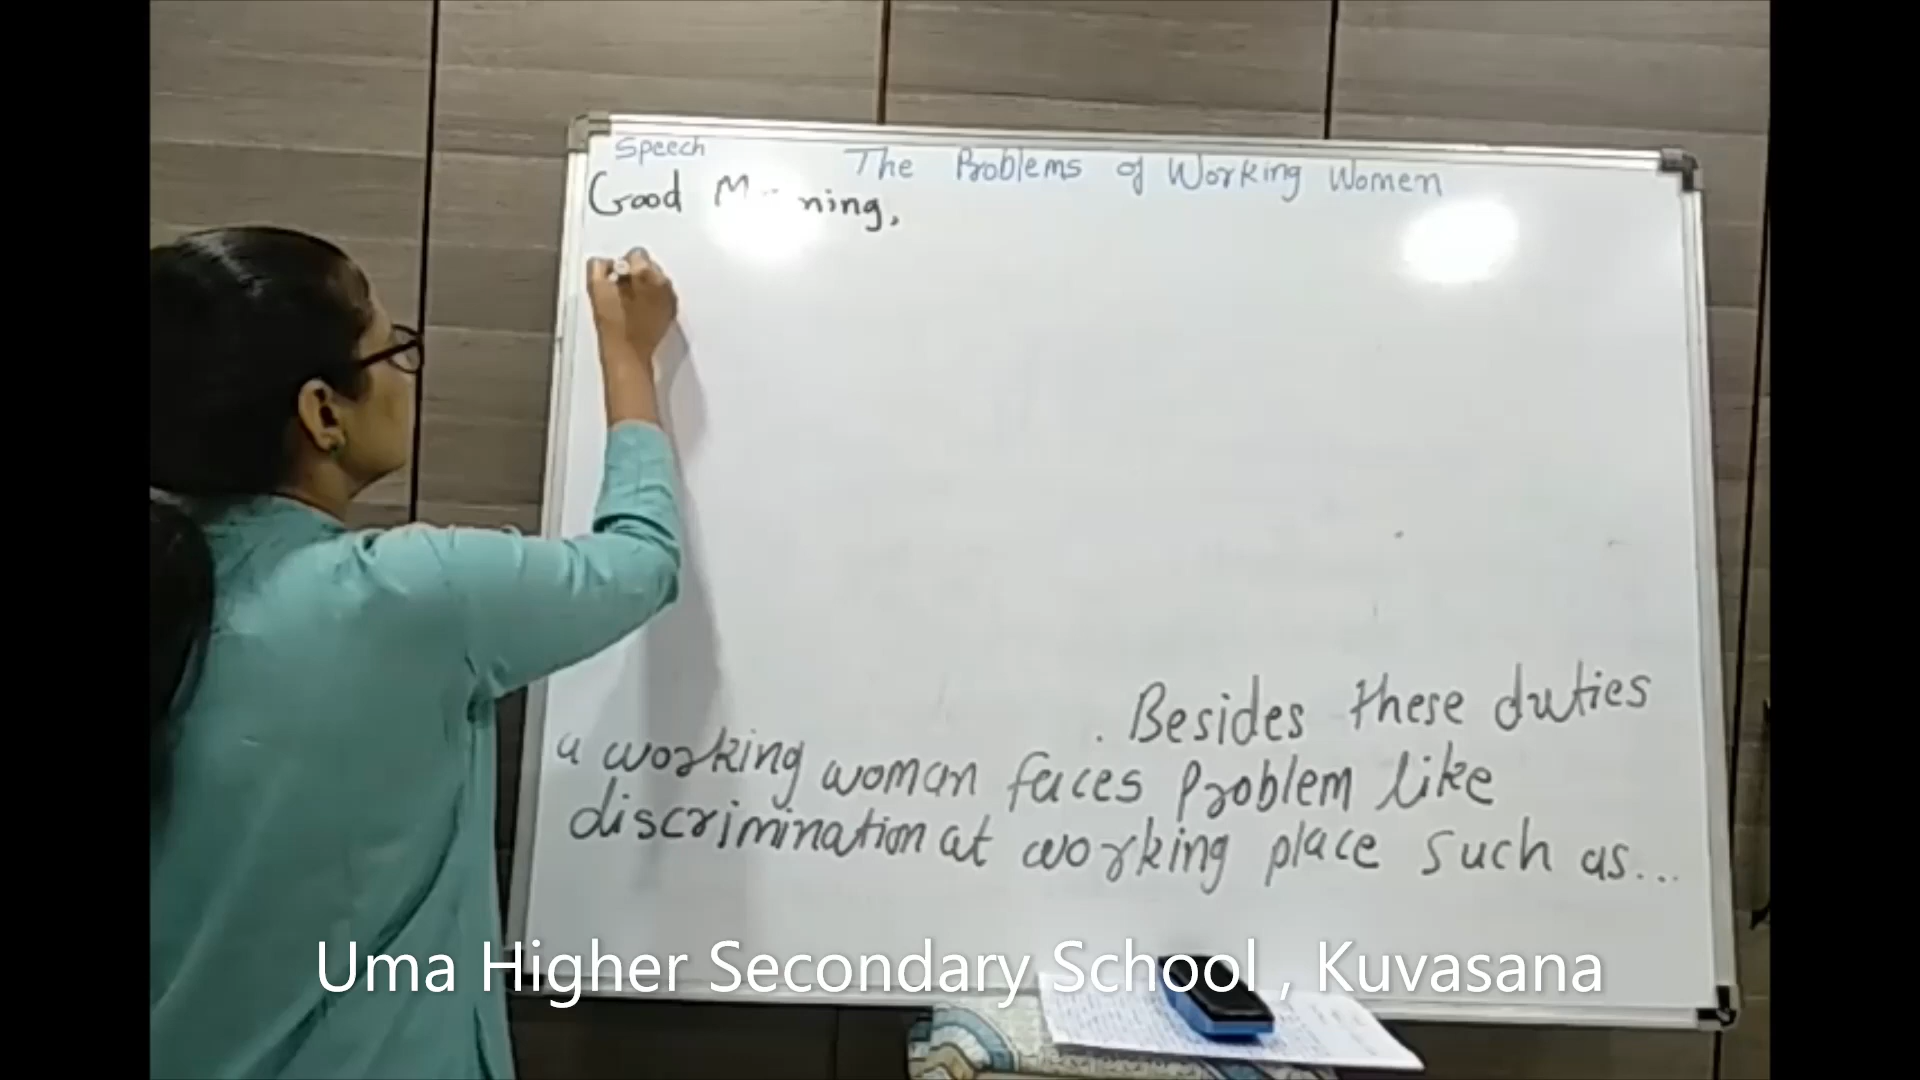 Speech
The Problems of Working Women
Good Morning,
. Besides these duties
a working woman faces problem like
discrimination at working place such as...
Uma Higher Secondary School , Kuvasana